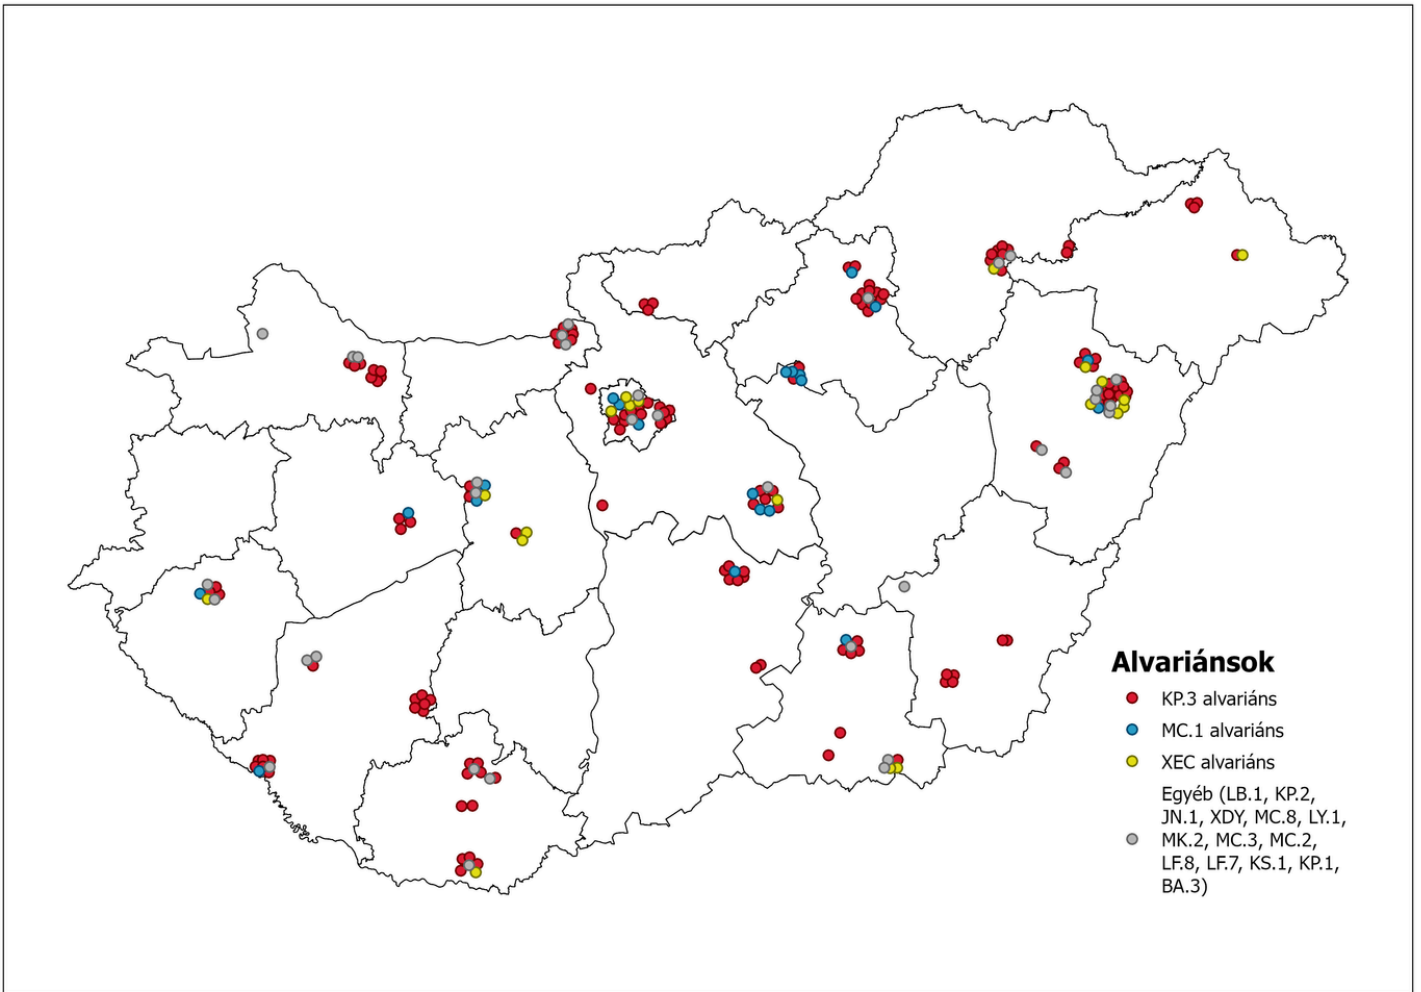 Alvariánsok
KP.3 alvariáns
MC.1 alvariáns
XEC alvariáns
Egyéb (LB.1, KP.2,
JN.1, XDY, MC.8, LY.1,
MK.2, MC.3, MC.2,
LF.8, LF.7, KS.1, KP.1,
BA.3)